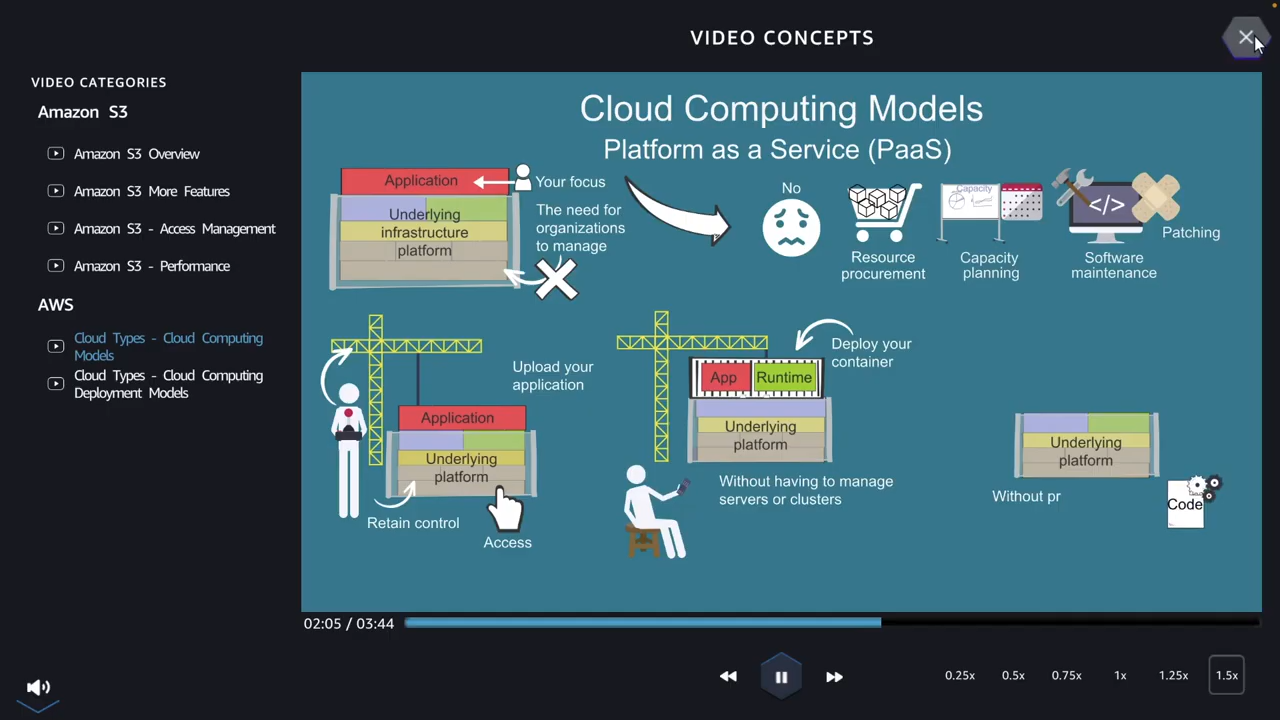 VIDEO CONCEPTS
VIDEO CATEGORIES
Amazon S3
Amazon S3 Overview
Amazon S3 More Features
Amazon S3 - Access Management
Amazon S3 - Performance
AWS
Cloud Types - Cloud Computing
Models
Cloud Types - Cloud Computing
Deployment Models
Cloud Computing Models
Platform as a Service (PaaS)
Application
Your focus
Underlying
infrastructure
platform
The need for
organizations
to manage
No
Resource
procurement
Capacity
Capacity
planning
</>
Software
maintenance
Patching
Upload your
application
Application
Underlying
platform
Retain control
Access
Deploy your
container
App
Runtime
Underlying
platform
Without having to manage
servers or clusters
Underlying
platform
Without pr
Code
02:05 / 03:44
0.25x 0.5x 0.75x 1x 1.25x 1.5x